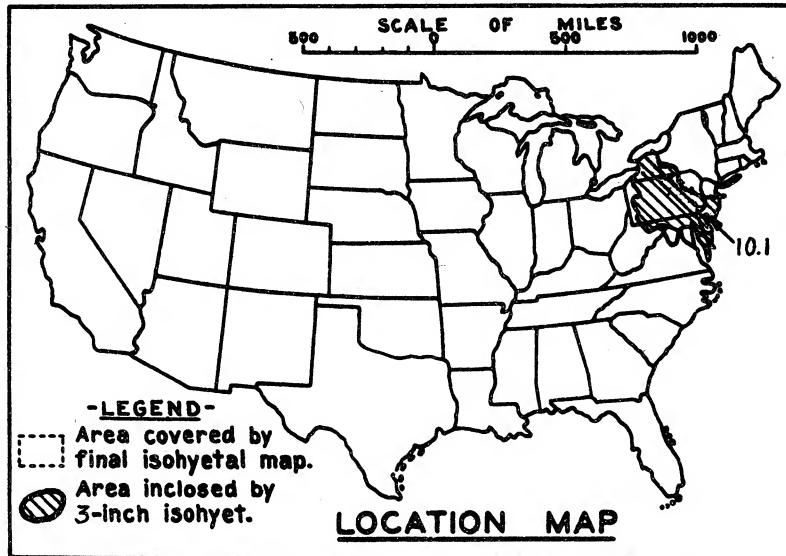 SCALE OF MILES
500 0 500 1000
10.1
-LEGEND-
Area covered by
final isohyetal map.
Area inclosed by
3-inch isohyet.
LOCATION MAP